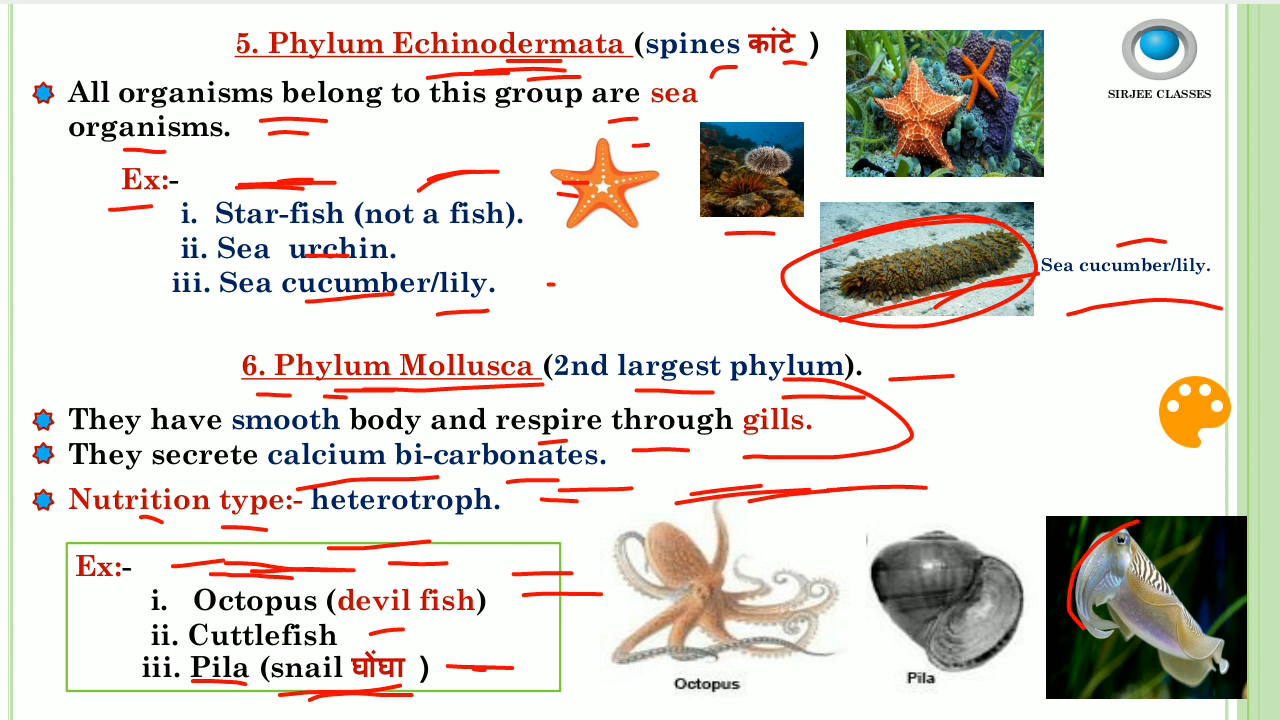 5. Phylum Echinodermata (spines कांटे )
SIRJEE CLASSES
All organisms belong to this group are sea
organisms.
Ex:-
i. Star-fish (not a fish).
ii. Sea urchin.
iii. Sea cucumber/lily.
Sea cucumber/lily.
6. Phylum Mollusca (2nd largest phylum).
They have smooth body and respire through gills.
They secrete calcium bi-carbonates.
Nutrition type:- heterotroph.
Ex:-
i. Octopus (devil fish)
ii. Cuttlefish
iii. Pila (snail घोंघा )
Octopus
Pila